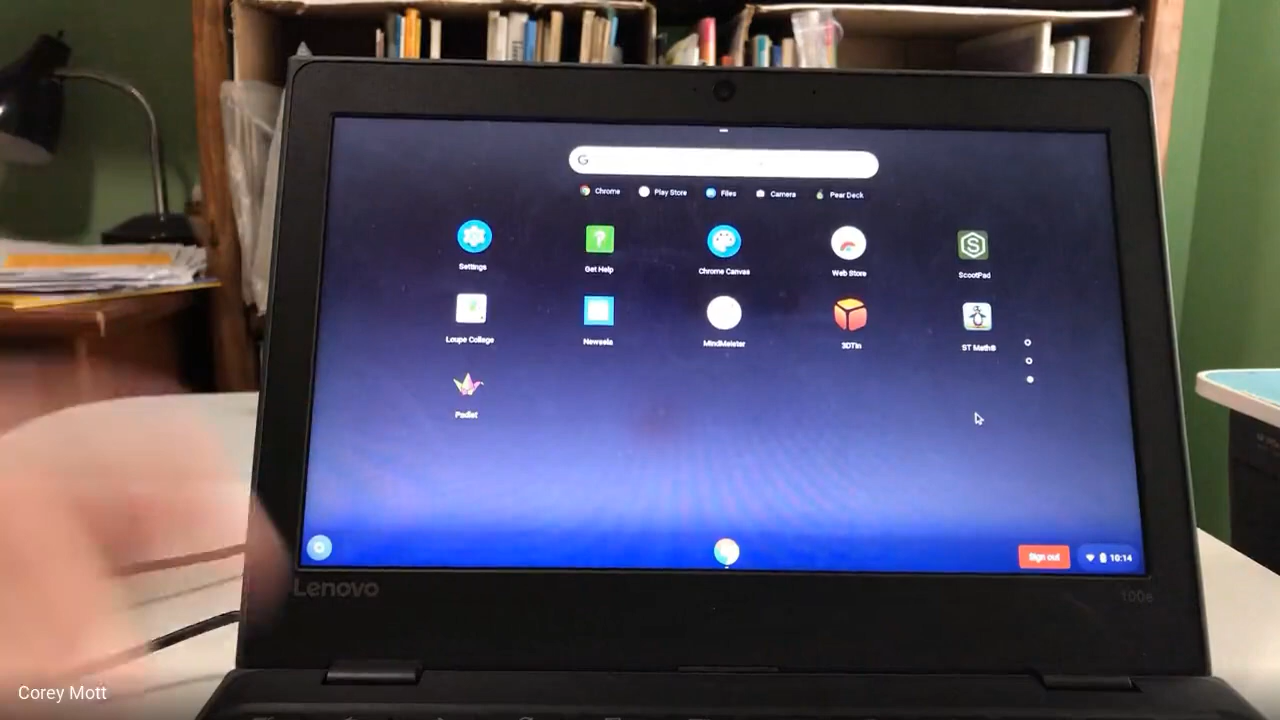 G
Chrome Play Store Files Camera Pear Deck
Settings Get Help Chrome Canvas Web Store ScootPad
Loupe Collage Newsela MindMeister 3DTin ST Math®
Padlet
Sign out 10:14
Lenovo 100e
Corey Mott